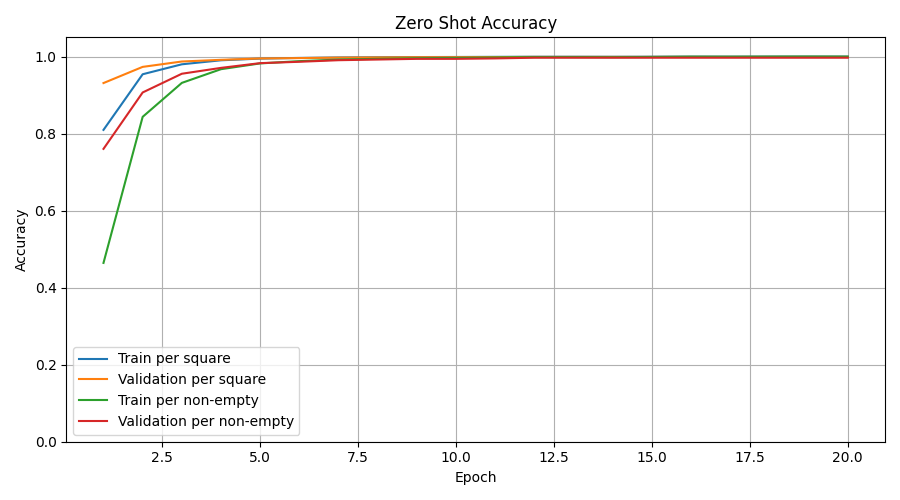 Zero Shot Accuracy
Accuracy
1.0
0.8
0.6
0.4
0.2
0.0
Train per square
Validation per square
Train per non-empty
Validation per non-empty
2.5 5.0 7.5 10.0 12.5 15.0 17.5 20.0
Epoch